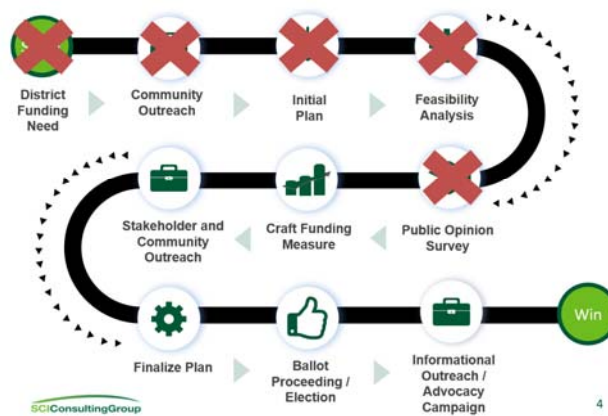 District
Funding
Need
Community
Outreach
Initial
Plan
Feasibility
Analysis
Stakeholder and
Community
Outreach
Craft Funding
Measure
Public Opinion
Survey
Finalize Plan
Ballot
Proceeding /
Election
Informational
Outreach /
Advocacy
Campaign
Win
SCIConsultingGroup
4